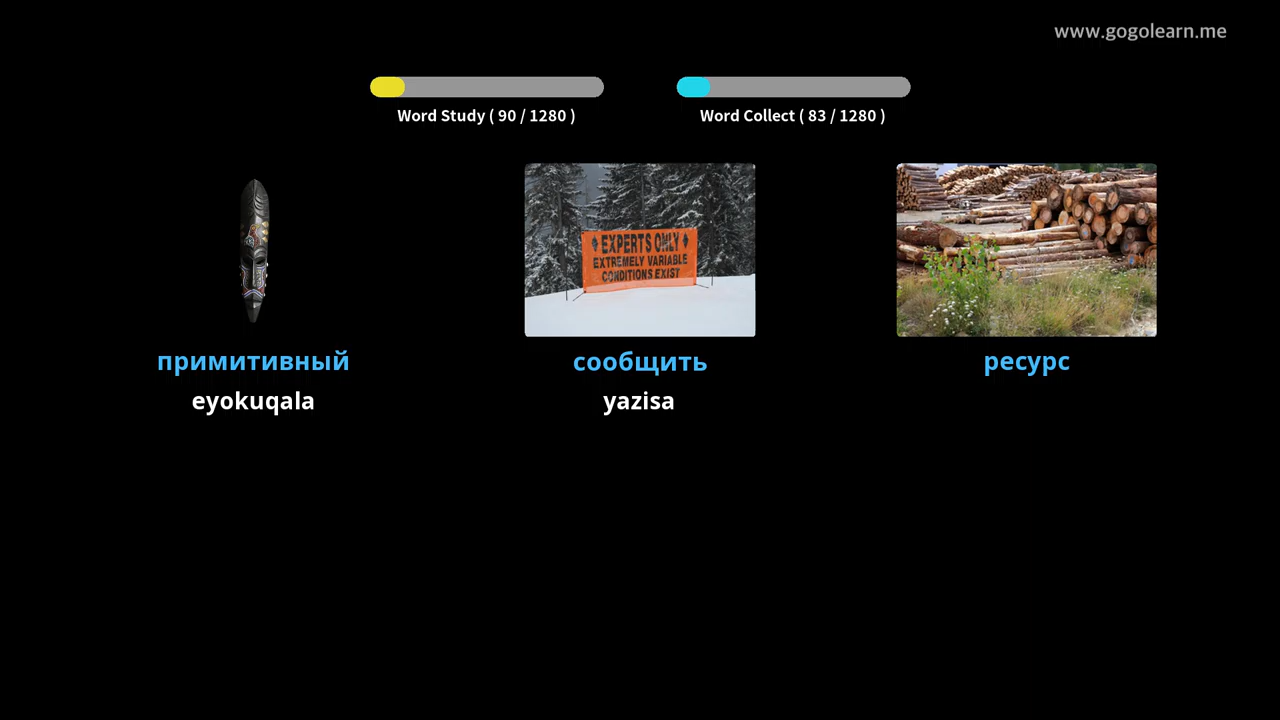 www.gogolearn.me
Word Study ( 90 / 1280 )
Word Collect ( 83 / 1280 )
EXPERTS ONLY
EXTREMELY VARIABLE
CONDITIONS EXIST
примитивный
сообщить
ресурс
eyokuqala
yazisa